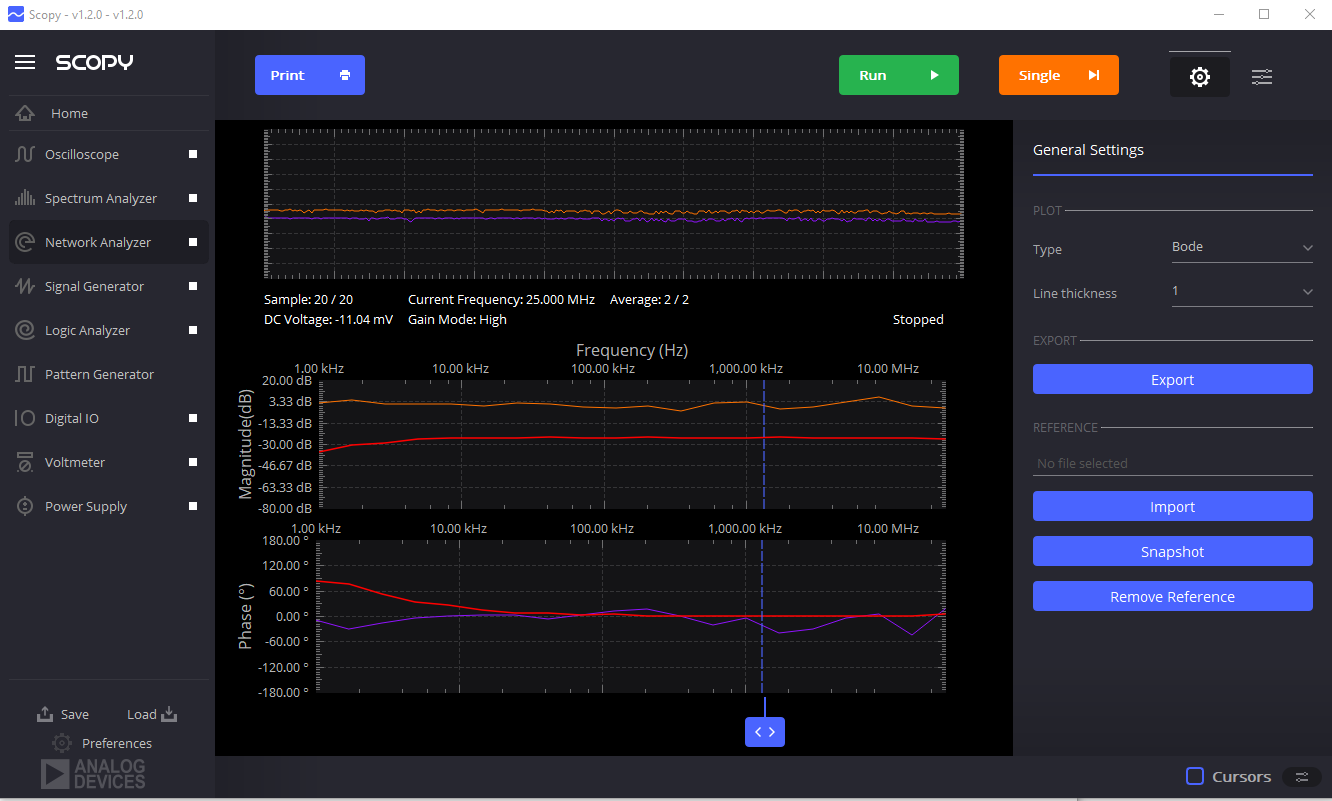 Scopy - v1.2.0 - v1.2.0
SCOPY
Print
Run
Single
Home
Oscilloscope
Spectrum Analyzer
Network Analyzer
Signal Generator
Logic Analyzer
Pattern Generator
Digital IO
Voltmeter
Power Supply
Save
Load
Preferences
ANALOG
DEVICES
Sample: 20 / 20
Current Frequency: 25.000 MHz
Average: 2 / 2
DC Voltage: -11.04 mV
Gain Mode: High
Stopped
Frequency (Hz)
1.00 kHz
10.00 kHz
100.00 kHz
1,000.00 kHz
10.00 MHz
Magnitude(dB)
20.00 dB
3.33 dB
-13.33 dB
-30.00 dB
-46.67 dB
-63.33 dB
-80.00 dB
1.00 kHz
10.00 kHz
100.00 kHz
1,000.00 kHz
10.00 MHz
Phase (°)
180.00 °
120.00 °
60.00 °
0.00 °
-60.00 °
-120.00 °
-180.00 °
General Settings
PLOT
Type
Bode
Line thickness
1
EXPORT
Export
REFERENCE
No file selected
Import
Snapshot
Remove Reference
Cursors